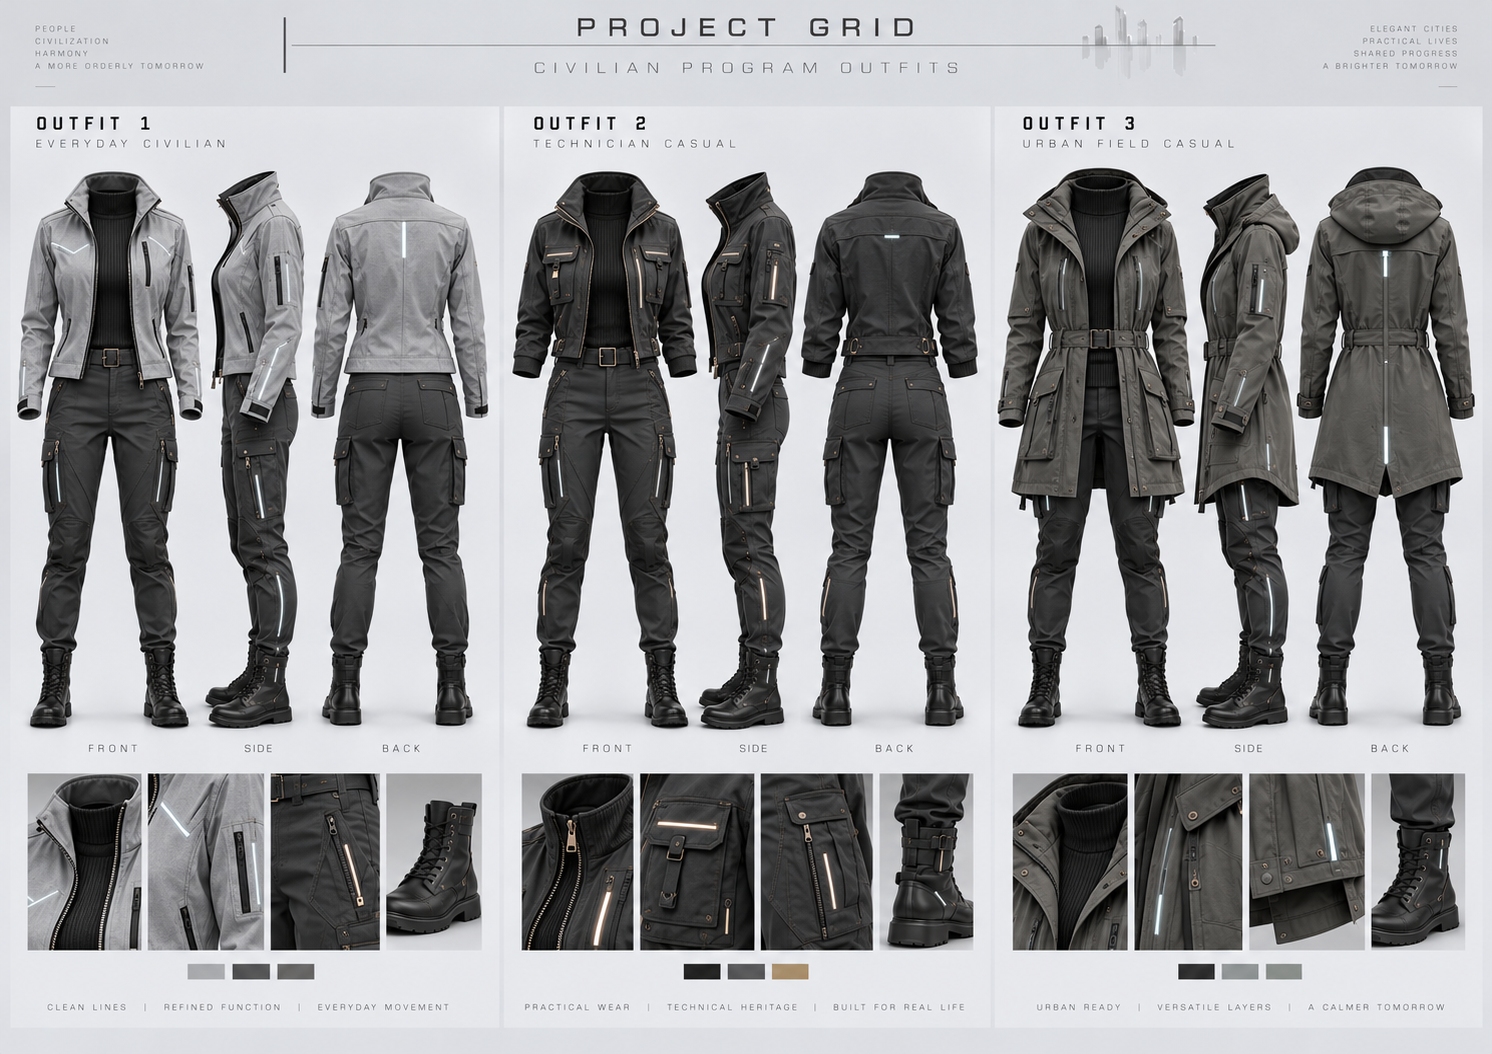 PEOPLE
CIVILIZATION
HARMONY
A MORE ORDERLY TOMORROW
PROJECT GRID
CIVILIAN PROGRAM OUTFITS
ELEGANT CITIES
PRACTICAL LIVES
SHARED PROGRESS
A BRIGHTER TOMORROW
OUTFIT 1
EVERYDAY CIVILIAN
FRONT
SIDE
BACK
CLEAN LINES | REFINED FUNCTION | EVERYDAY MOVEMENT
OUTFIT 2
TECHNICIAN CASUAL
FRONT
SIDE
BACK
PRACTICAL WEAR | TECHNICAL HERITAGE | BUILT FOR REAL LIFE
OUTFIT 3
URBAN FIELD CASUAL
FRONT
SIDE
BACK
URBAN READY | VERSATILE LAYERS | A CALMER TOMORROW